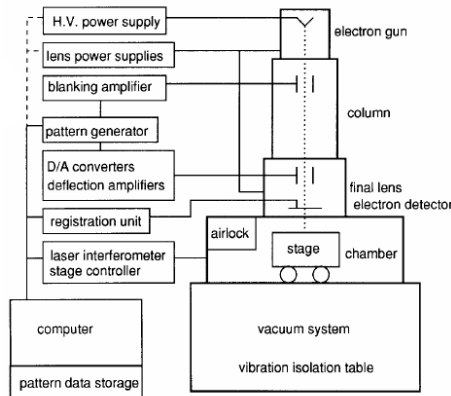 H.V. power supply
electron gun
lens power supplies
blanking amplifier
column
pattern generator
D/A converters
deflection amplifiers
final lens
electron detector
registration unit
airlock
stage
chamber
laser interferometer
stage controller
computer
vacuum system
vibration isolation table
pattern data storage